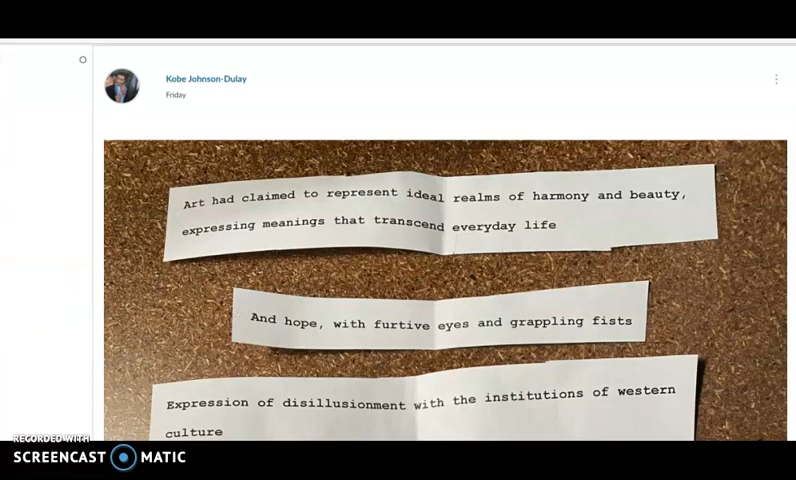 Kobe Johnson-Dulay
Friday
Art had claimed to represent ideal realms of harmony and beauty,
expressing meanings that transcend everyday life
And hope, with furtive eyes and grappling fists
Expression of disillusionment with the institutions of western
culture
RECORDED WITH
SCREENCAST MATIC